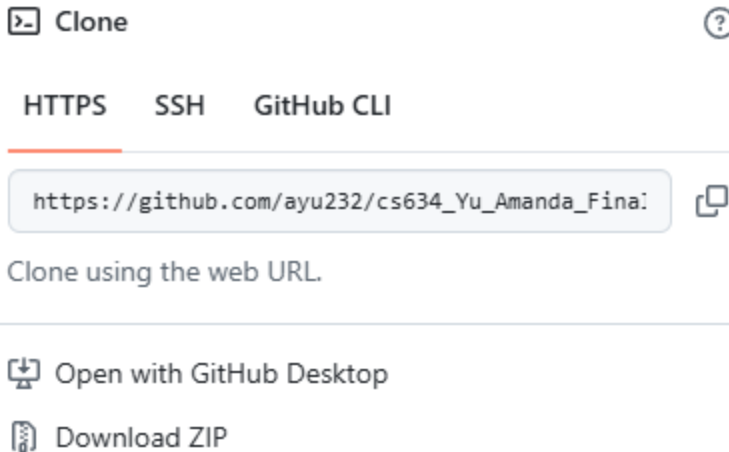 Clone
HTTPS SSH GitHub CLI
https://github.com/ayu232/cs634_Yu_Amanda_Final
Clone using the web URL.
Open with GitHub Desktop
Download ZIP